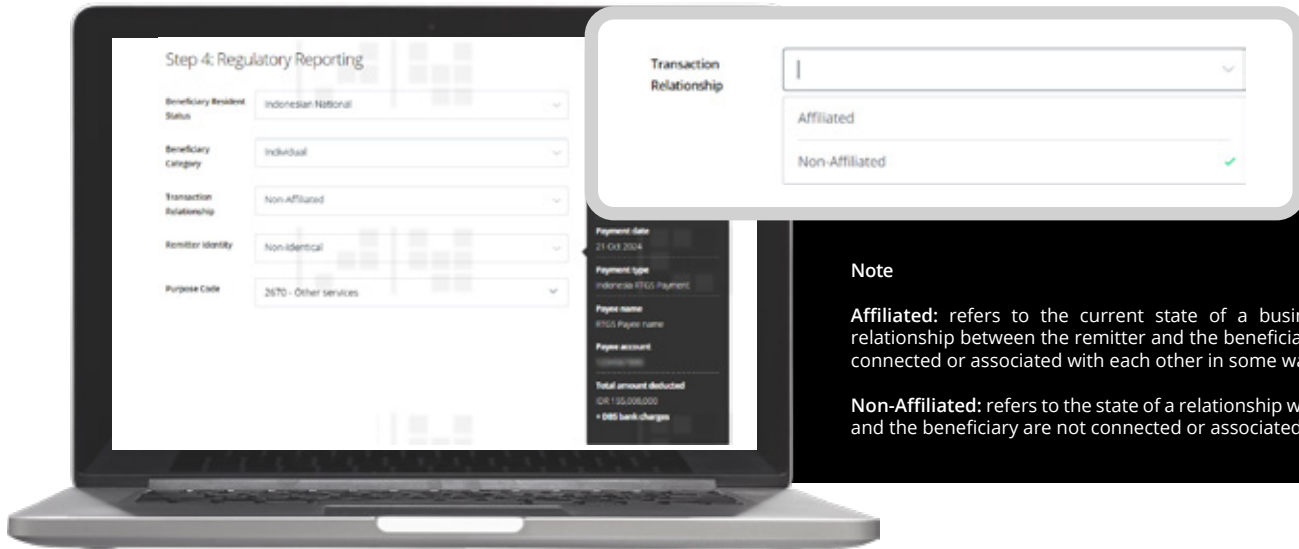 Step 4: Regulatory Reporting
Beneficiary Resident
Status
Indonesian National
Beneficiary
Category
Individual
Transaction
Relationship
Non-Affiliated
Remitter Identity
Non-Identical
Purpose Code
2670 - Other services
Payment date
21 Oct 2024
Payment type
Indonesia RTGS Payment
Payee name
RTGS Payee name
Payee account
Total amount deducted
IDR 155,008,000
+ DBS bank charges
Transaction
Relationship
Affiliated
Non-Affiliated
Note
Affiliated: refers to the current state of a busin
relationship between the remitter and the beneficia
connected or associated with each other in some wa
Non-Affiliated: refers to the state of a relationship w
and the beneficiary are not connected or associated